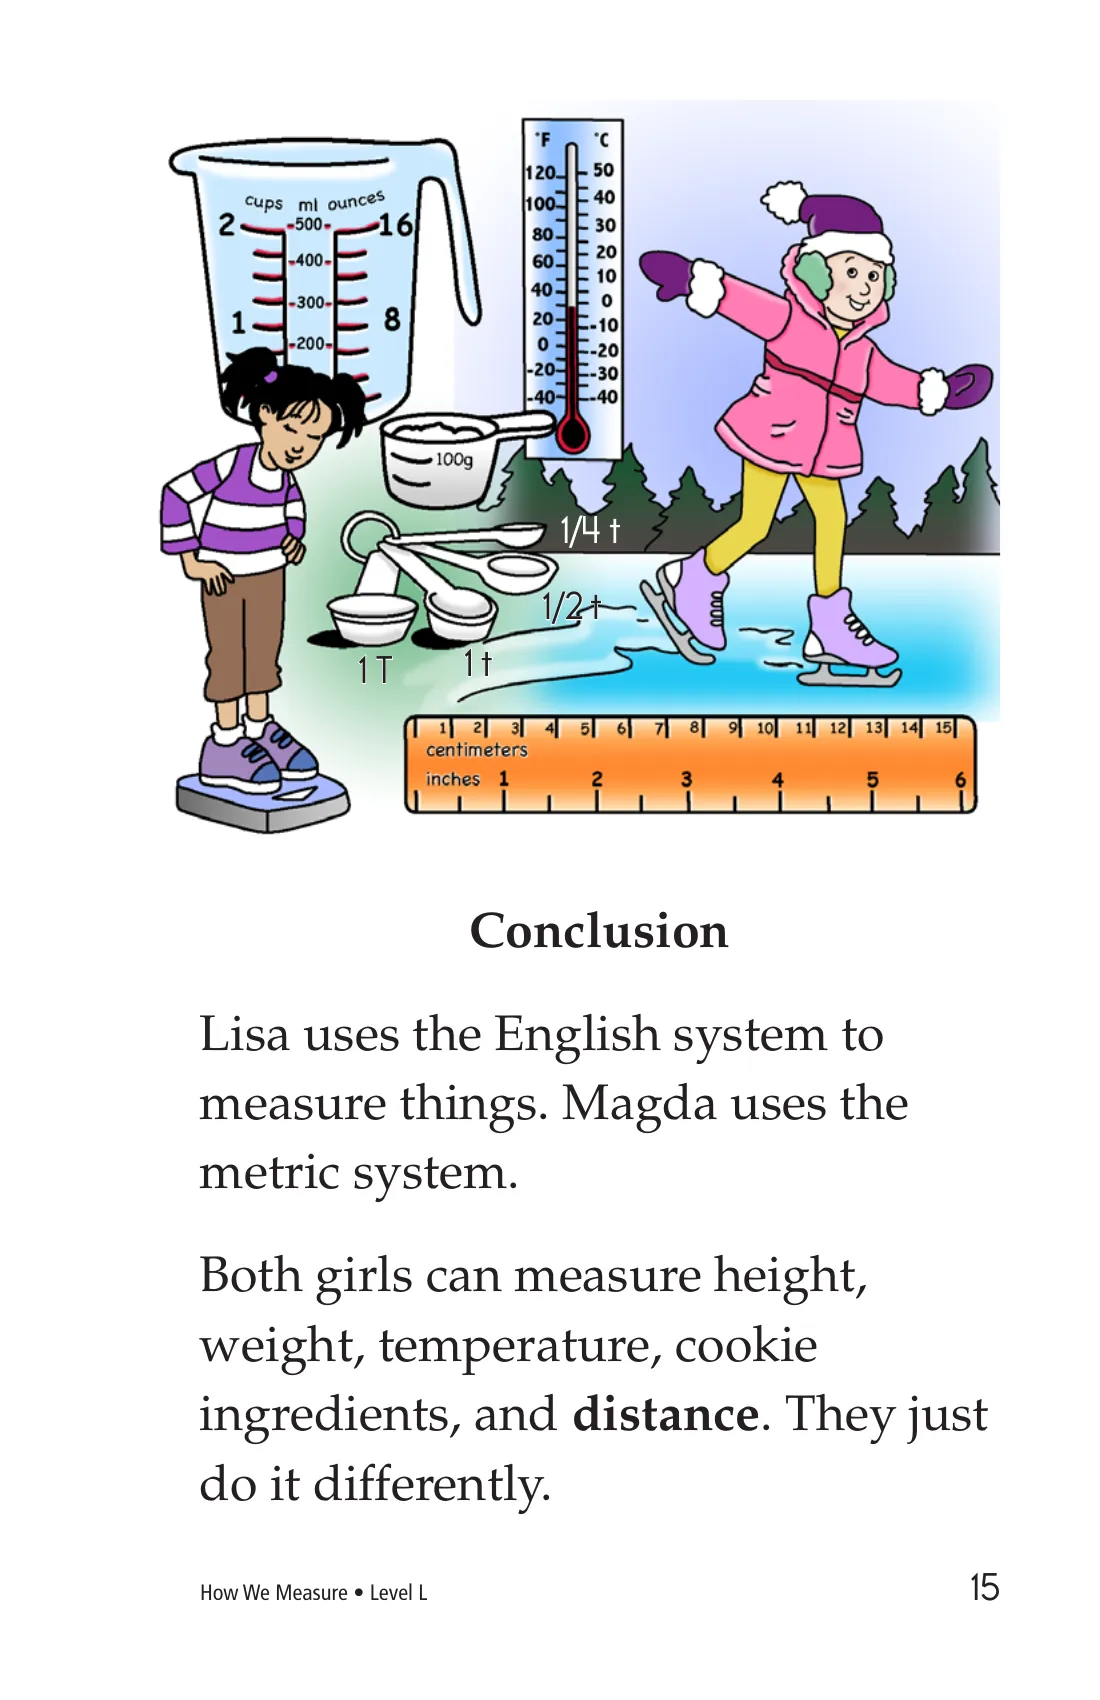 cups ml ounces
2 500 16
400
300
1 8
200
°F °C
120 50
100 40
80 30
60 20
40 10
20 0
0 -10
-20 -20
-40 -30
-40
100g
1/4 t
1/2 t
1 T 1 t
1 2 3 4 5 6 7 8 9 10 11 12 13 14 15
centimeters
inches 1 2 3 4 5 6
Conclusion
Lisa uses the English system to
measure things. Magda uses the
metric system.
Both girls can measure height,
weight, temperature, cookie
ingredients, and distance. They just
do it differently.
How We Measure • Level L 15